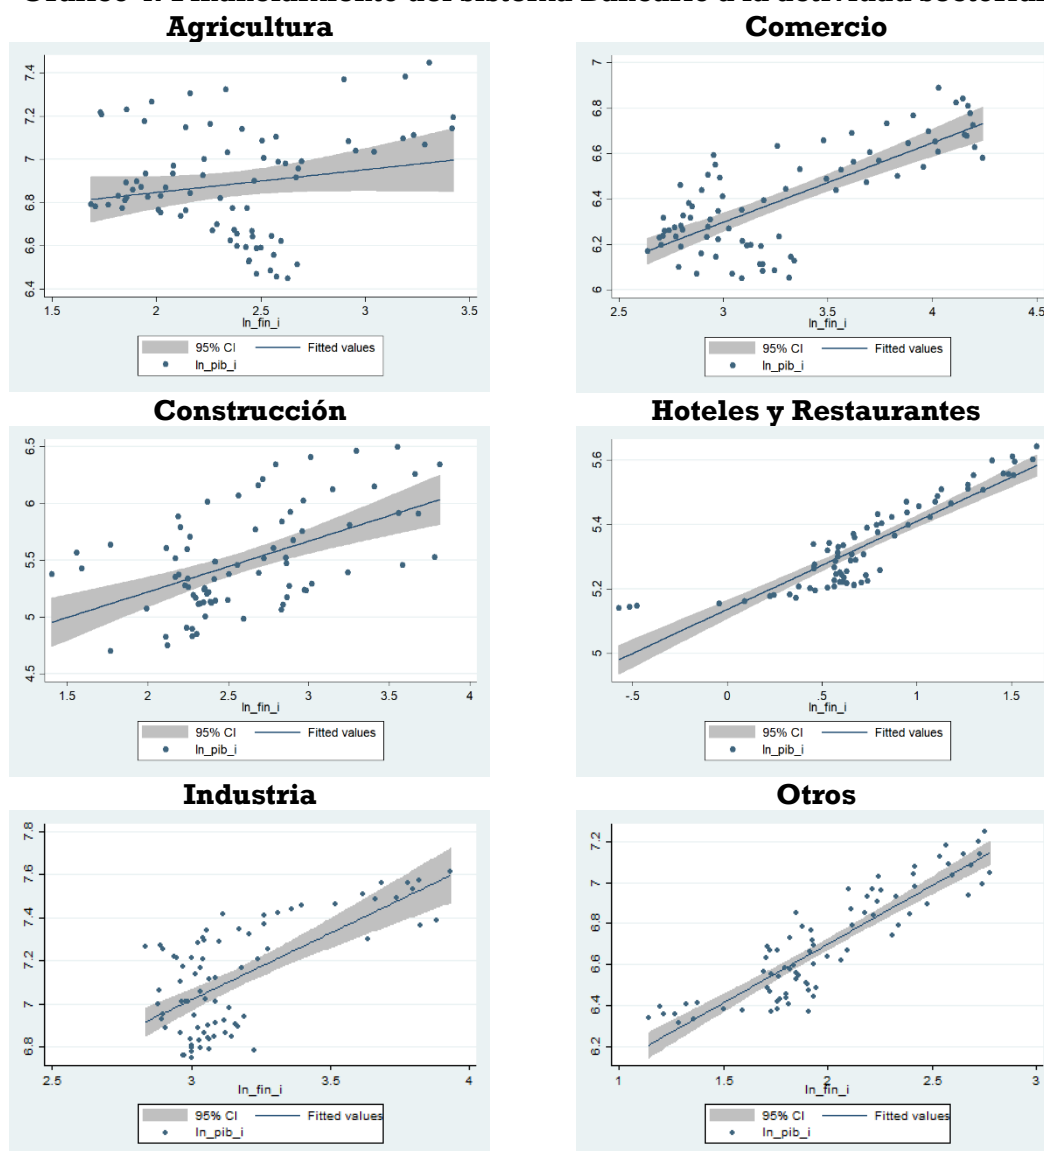 Gráfico 4: Financiamiento del Sistema Bancario a la actividad sectorial
Agricultura
7.4
7.2
7
6.8
6.6
6.4
1.5 2 2.5 3 3.5
ln_fin_i
95% CI Fitted values
ln_pib_i
Comercio
7
6.8
6.6
6.4
6.2
6
2.5 3 3.5 4 4.5
ln_fin_i
95% CI Fitted values
ln_pib_i
Construcción
6.5
6
5.5
5
4.5
1.5 2 2.5 3 3.5 4
ln_fin_i
95% CI Fitted values
ln_pib_i
Hoteles y Restaurantes
5.6
5.4
5.2
5
-.5 0 .5 1 1.5
ln_fin_i
95% CI Fitted values
ln_pib_i
Industria
7.8
7.6
7.4
7.2
7
6.8
2.5 3 3.5 4
ln_fin_i
95% CI Fitted values
ln_pib_i
Otros
7.2
7
6.8
6.6
6.4
6.2
1 1.5 2 2.5 3
ln_fin_i
95% CI Fitted values
ln_pib_i